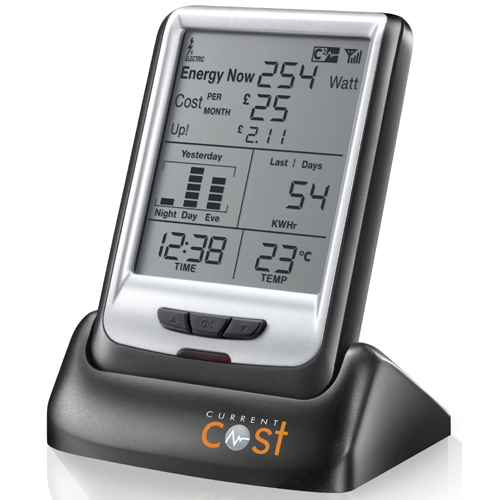 ELECTRIC
Energy Now 254 Watt
Cost PER MONTH £ 25
Up! £ 2.11
Yesterday
Night Day Eve
Last 1 Days
54
KWHr
12:38
TIME
23°C
TEMP
OK
CURRENT
cost